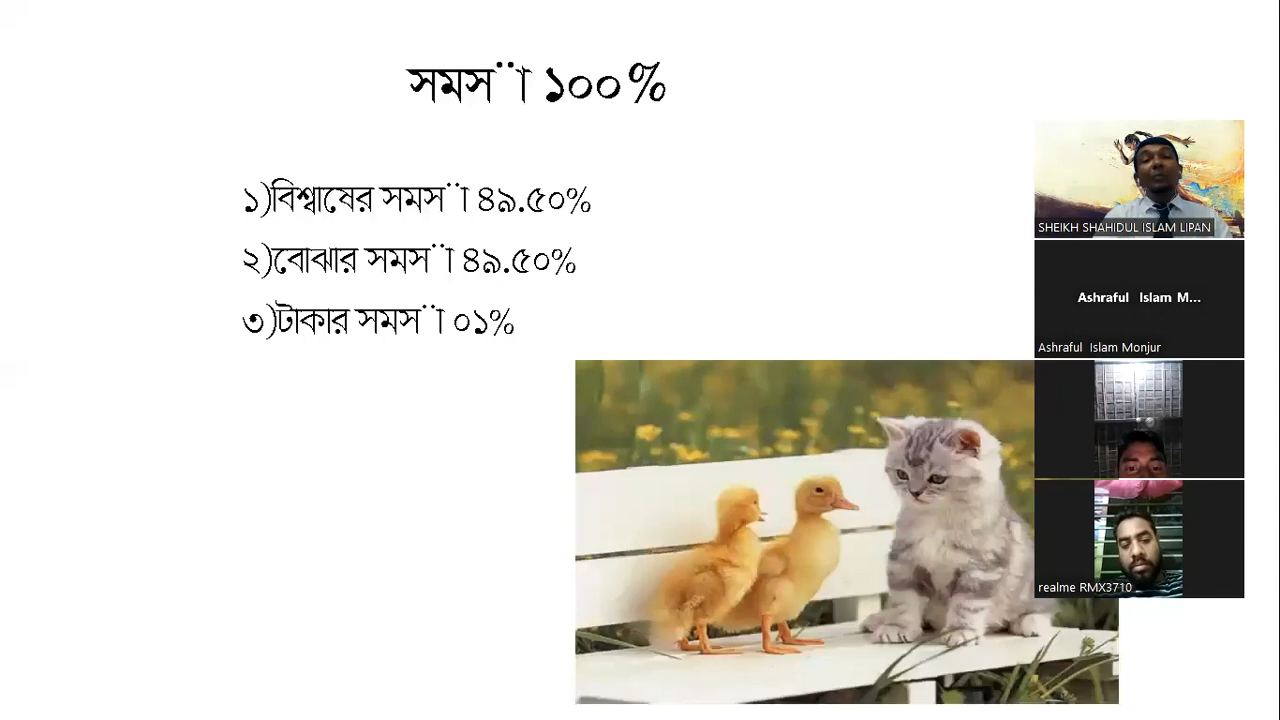 সমস¨া ১০০%
১)বিশ্বাষের সমস¨া ৪৯.৫০%
২)বোঝার সমস¨া ৪৯.৫০%
৩)টাকার সমস¨া ০১%
SHEIKH SHAHIDUL ISLAM LIPAN
Ashraful Islam M...
Ashraful Islam Monjur
realme RMX3710